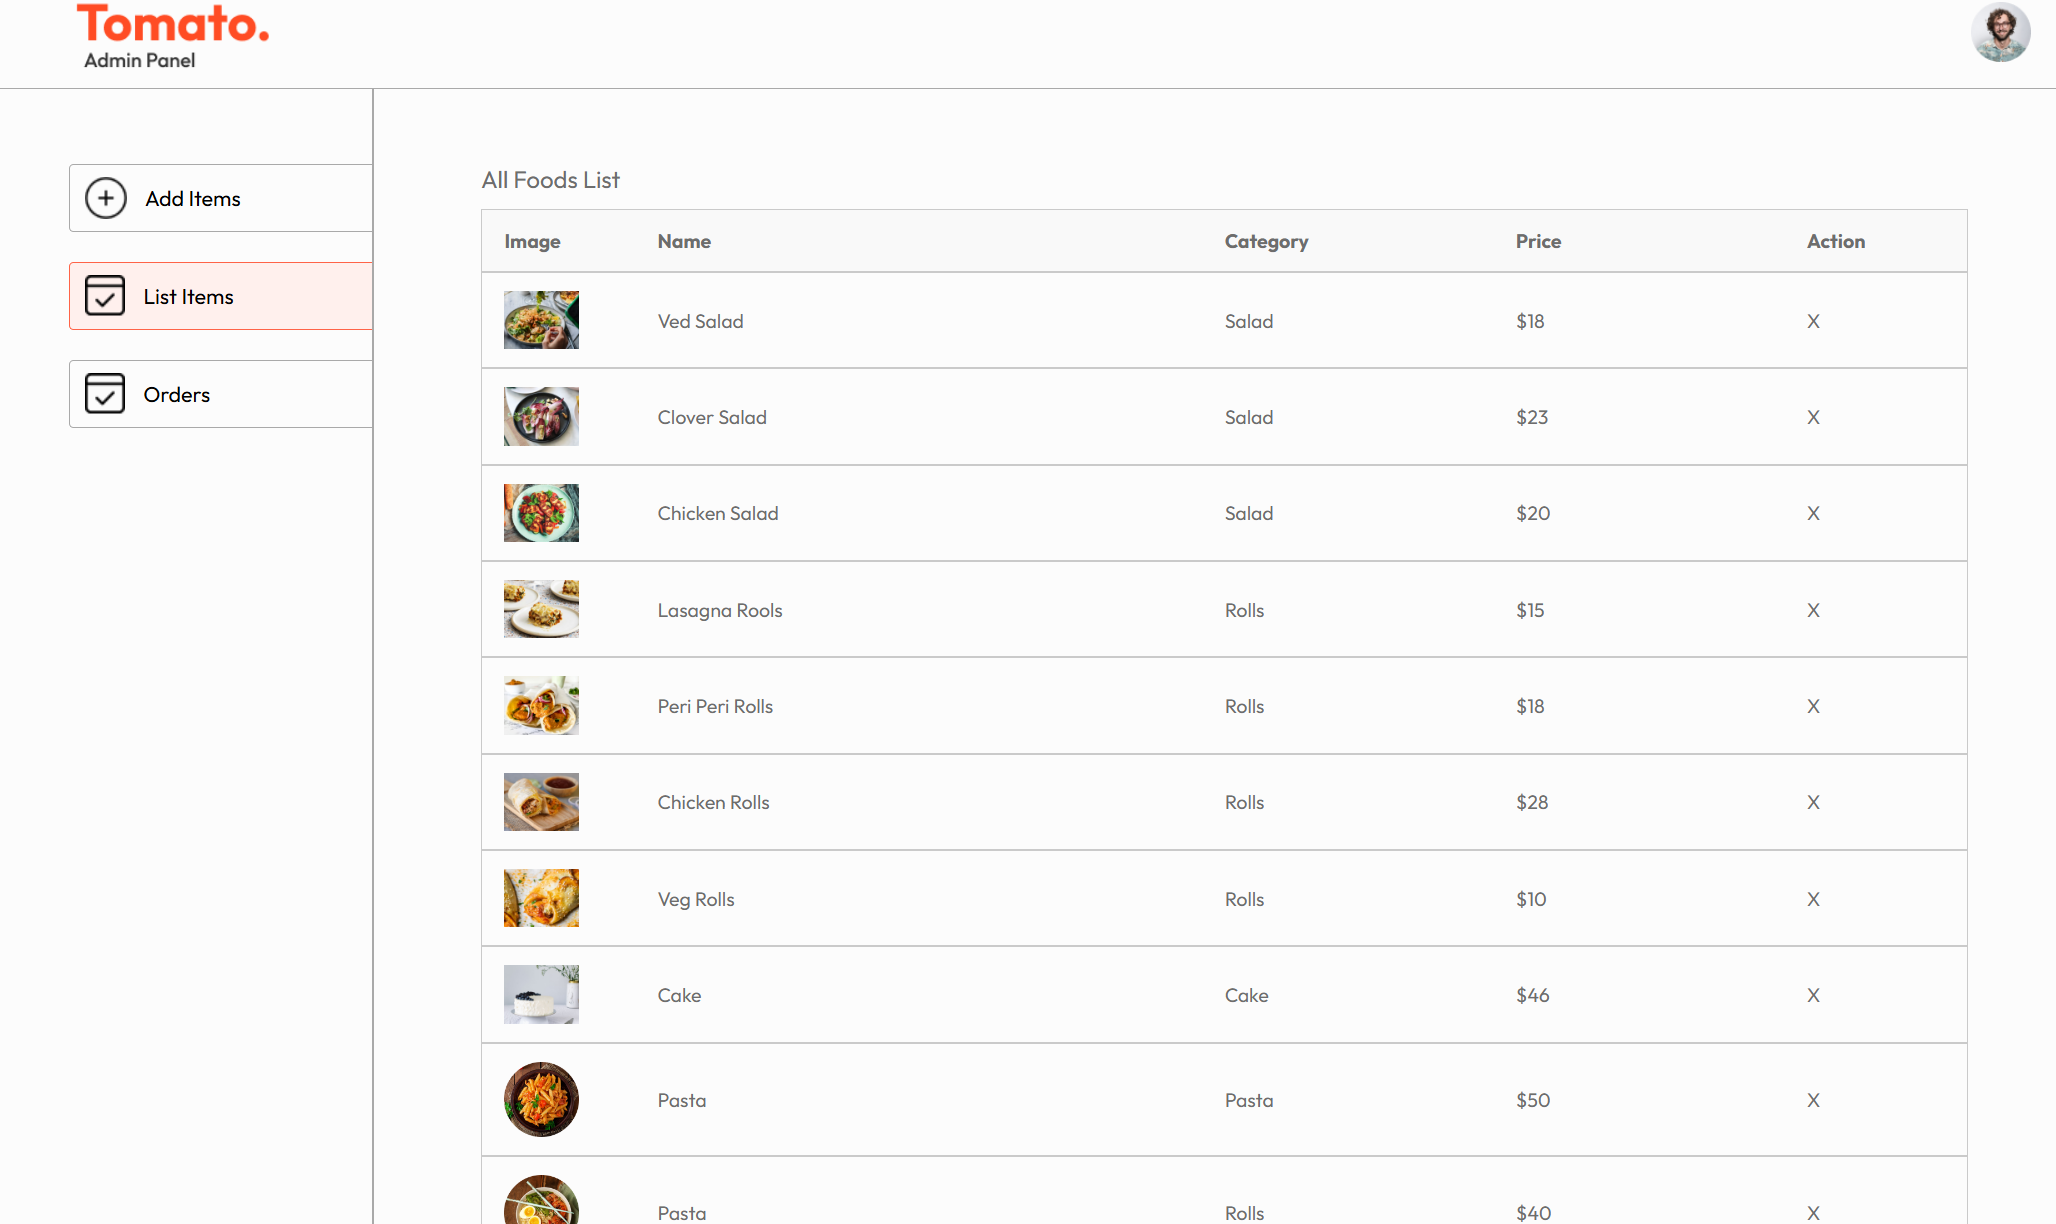 Tomato.
Admin Panel
Add Items
List Items
Orders
All Foods List
Image Name Category Price Action
Ved Salad Salad $18 X
Clover Salad Salad $23 X
Chicken Salad Salad $20 X
Lasagna Rools Rolls $15 X
Peri Peri Rolls Rolls $18 X
Chicken Rolls Rolls $28 X
Veg Rolls Rolls $10 X
Cake Cake $46 X
Pasta Pasta $50 X
Pasta Rolls $40 X